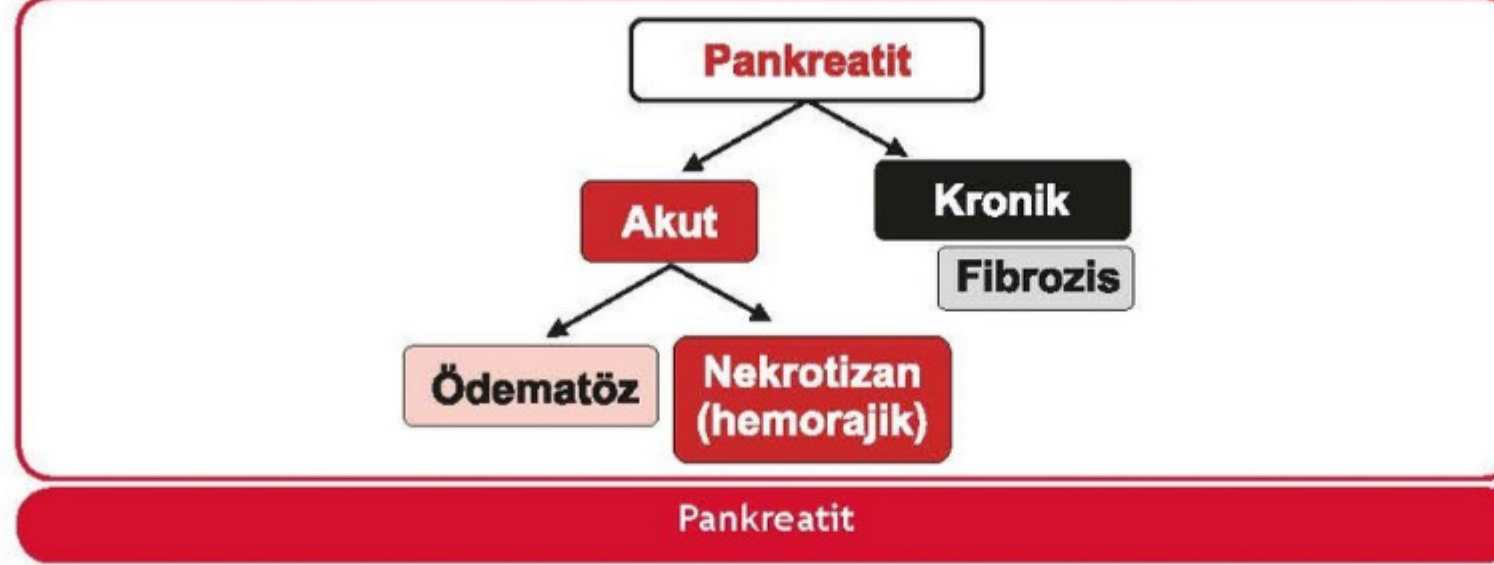 Pankreatit
Akut
Kronik
Fibrozis
Ödematöz
Nekrotizan
(hemorajik)
Pankreatit